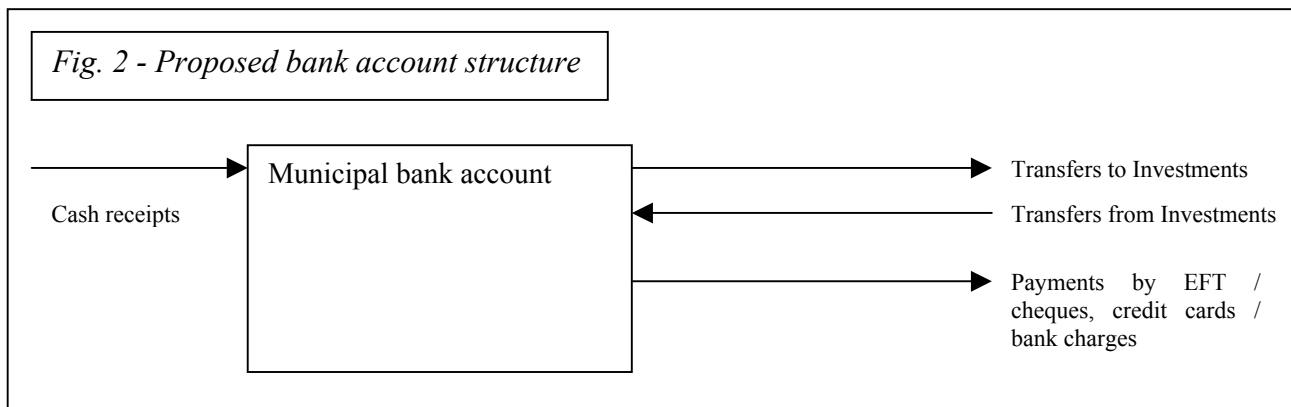 Fig. 2 - Proposed bank account structure
Municipal bank account
Cash receipts
Transfers to Investments
Transfers from Investments
Payments by EFT /
cheques, credit cards /
bank charges